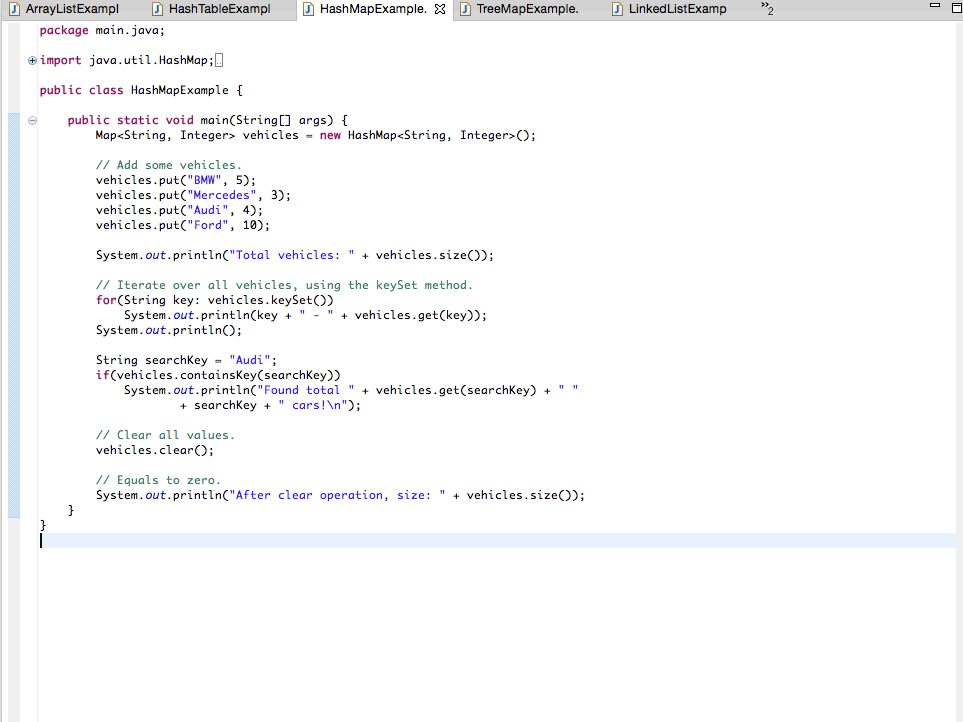 ArrayListExampl HashTableExampl HashMapExample. TreeMapExample. LinkedListExamp »2
package main.java;
import java.util.HashMap;
public class HashMapExample {
public static void main(String[] args) {
Map<String, Integer> vehicles = new HashMap<String, Integer>();
// Add some vehicles.
vehicles.put("BMW", 5);
vehicles.put("Mercedes", 3);
vehicles.put("Audi", 4);
vehicles.put("Ford", 10);
System.out.println("Total vehicles: " + vehicles.size());
// Iterate over all vehicles, using the keySet method.
for(String key: vehicles.keySet())
System.out.println(key + " - " + vehicles.get(key));
System.out.println();
String searchKey = "Audi";
if(vehicles.containsKey(searchKey))
System.out.println("Found total " + vehicles.get(searchKey) + " "
+ searchKey + " cars!\n");
// Clear all values.
vehicles.clear();
// Equals to zero.
System.out.println("After clear operation, size: " + vehicles.size());
}
}